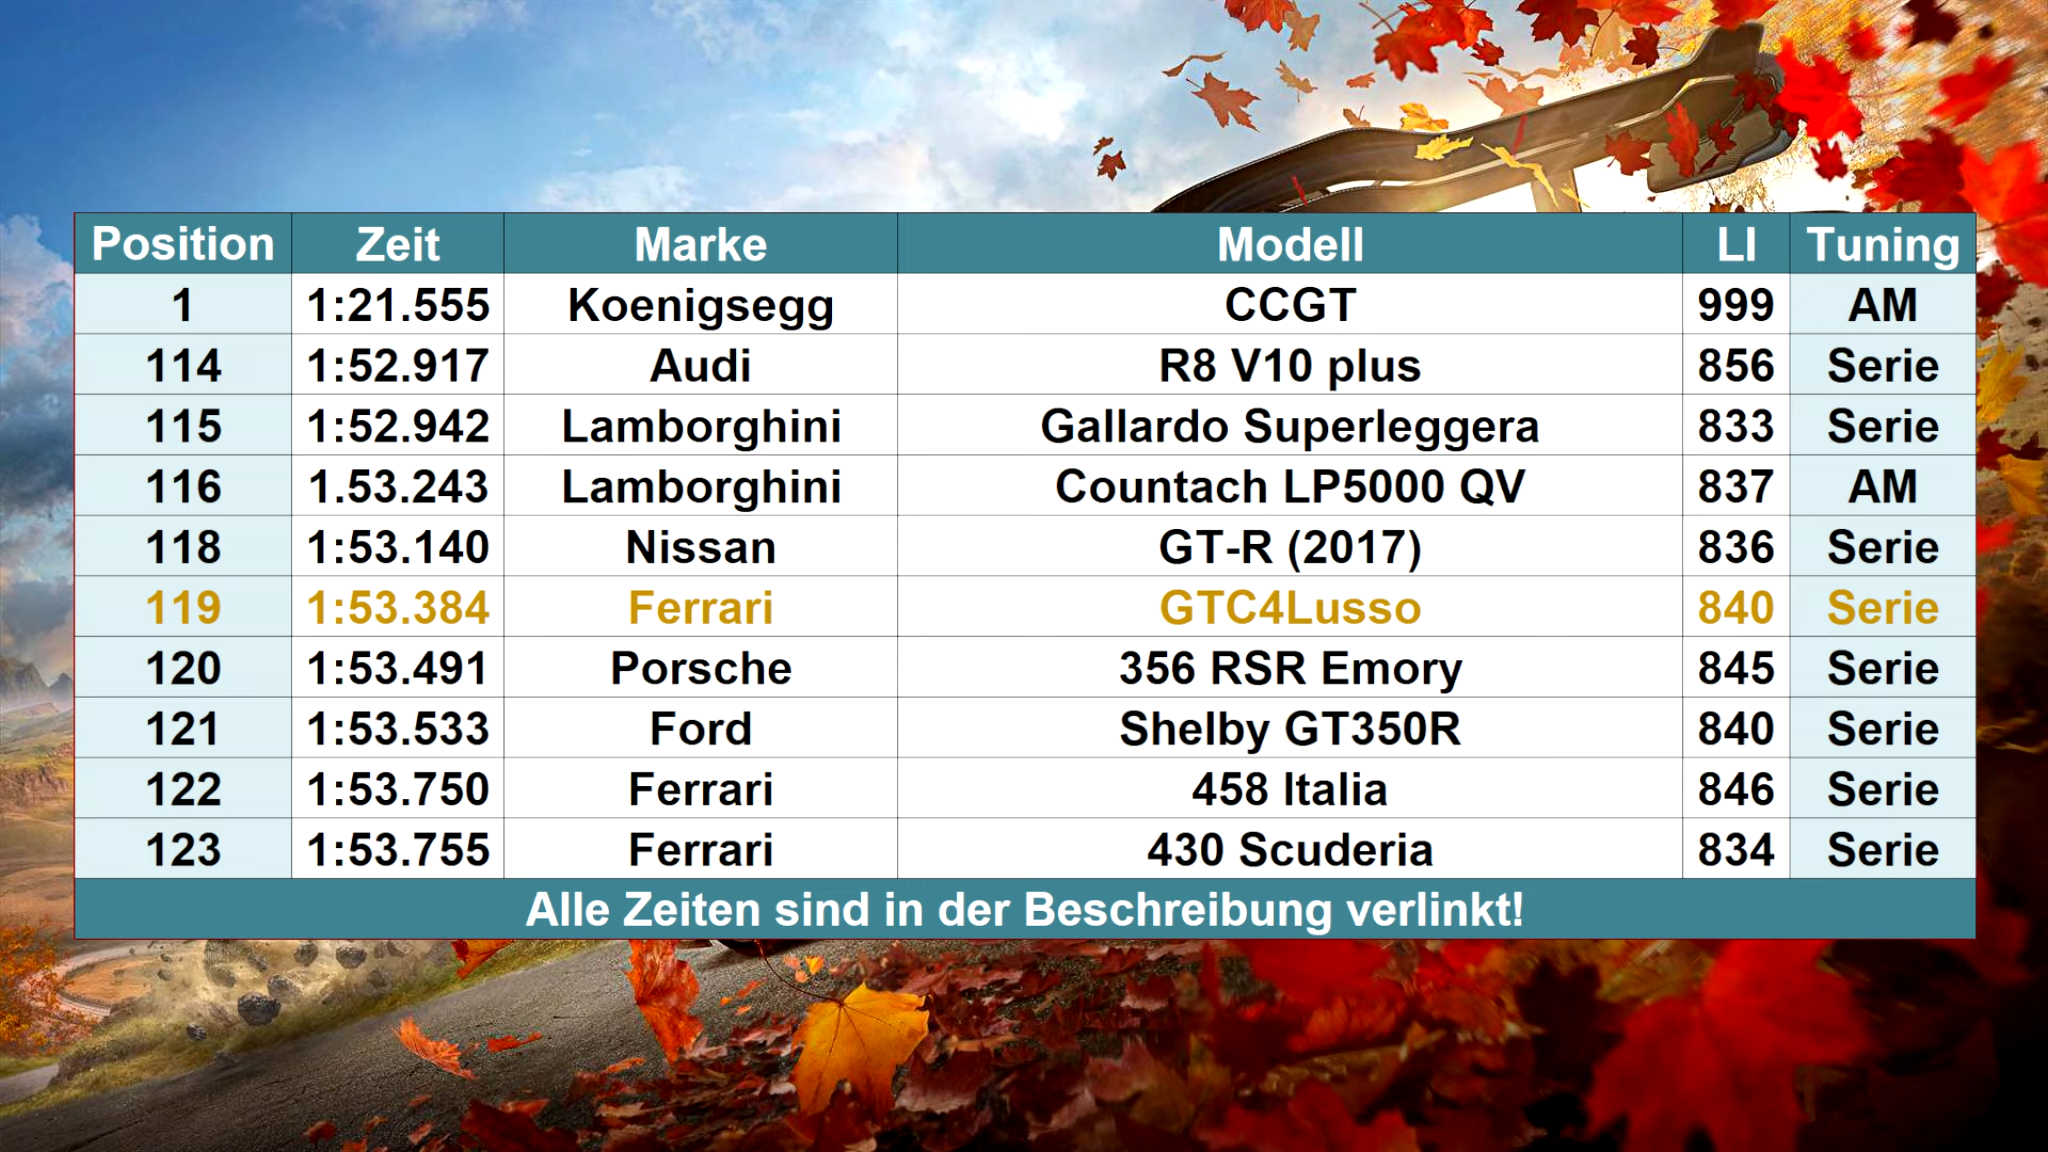 Position Zeit Marke Modell LI Tuning
1 1:21.555 Koenigsegg CCGT 999 AM
114 1:52.917 Audi R8 V10 plus 856 Serie
115 1:52.942 Lamborghini Gallardo Superleggera 833 Serie
116 1.53.243 Lamborghini Countach LP5000 QV 837 AM
118 1:53.140 Nissan GT-R (2017) 836 Serie
119 1:53.384 Ferrari GTC4Lusso 840 Serie
120 1:53.491 Porsche 356 RSR Emory 845 Serie
121 1:53.533 Ford Shelby GT350R 840 Serie
122 1:53.750 Ferrari 458 Italia 846 Serie
123 1:53.755 Ferrari 430 Scuderia 834 Serie
Alle Zeiten sind in der Beschreibung verlinkt!